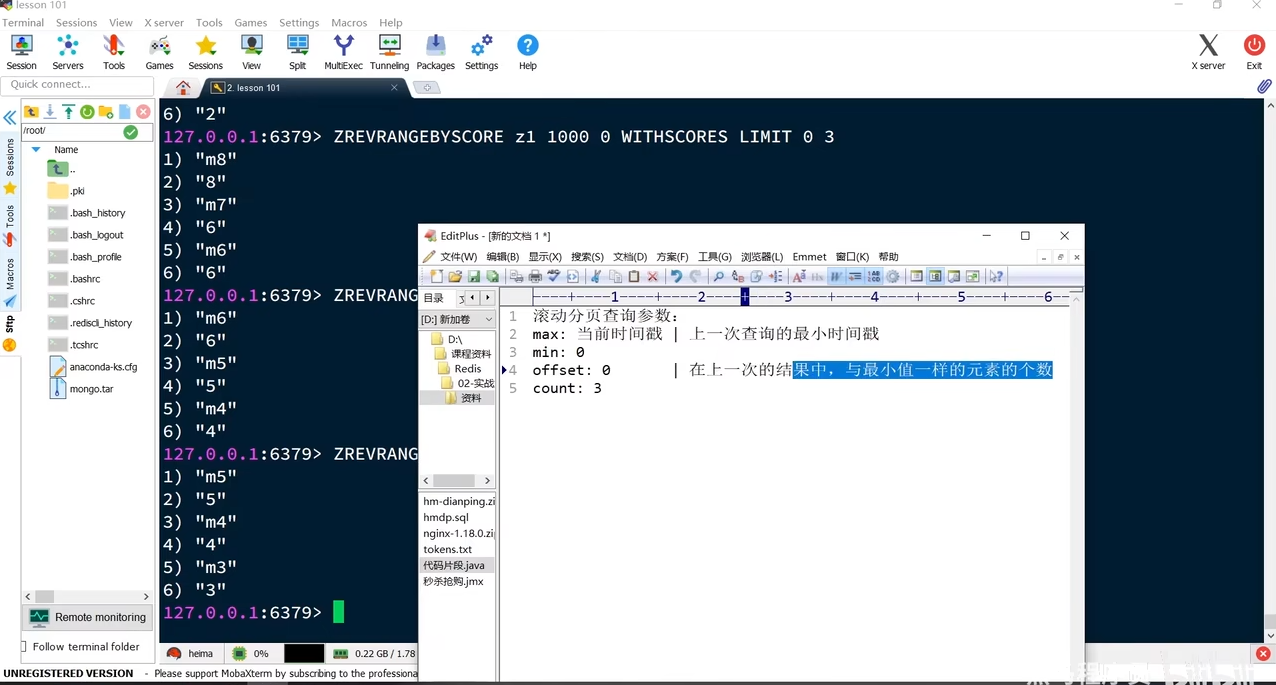 lesson 101
Terminal Sessions View X server Tools Games Settings Macros Help
Session Servers Tools Games Sessions View Split MultiExec Tunneling Packages Settings Help X server Exit
Quick connect...
2. lesson 101
/root/
Name
..
.pki
.bash_history
.bash_logout
.bash_profile
.bashrc
.cshrc
.rediscli_history
.tcshrc
anaconda-ks.cfg
mongo.tar
Sessions
Tools
Macros
Sftp
Remote monitoring
Follow terminal folder
6) "2"
127.0.0.1:6379> ZREVRANGEBYSCORE z1 1000 0 WITHSCORES LIMIT 0 3
1) "m8"
2) "8"
3) "m7"
4) "6"
5) "m6"
6) "6"
127.0.0.1:6379> ZREVRANG
1) "m6"
2) "6"
3) "m5"
4) "5"
5) "m4"
6) "4"
127.0.0.1:6379> ZREVRANG
1) "m5"
2) "5"
3) "m4"
4) "4"
5) "m3"
6) "3"
127.0.0.1:6379>
EditPlus - [新的文档 1 *]
文件(W) 编辑(B) 显示(X) 搜索(S) 文档(D) 方案(F) 工具(G) 浏览器(L) Emmet 窗口(K) 帮助
目录
[D:] 新加卷
D:\
课程资料
Redis
02-实战
资料
hm-dianping.zi
hmdp.sql
nginx-1.18.0.zip
tokens.txt
代码片段.java
秒杀抢购.jmx
1 2 3 4 5 6
1 滚动分页查询参数：
2 max: 当前时间戳 | 上一次查询的最小时间戳
3 min: 0
4 offset: 0 | 在上一次的结果中，与最小值一样的元素的个数
5 count: 3
heima 0% 0.22 GB / 1.78
UNREGISTERED VERSION - Please support MobaXterm by subscribing to the professiona